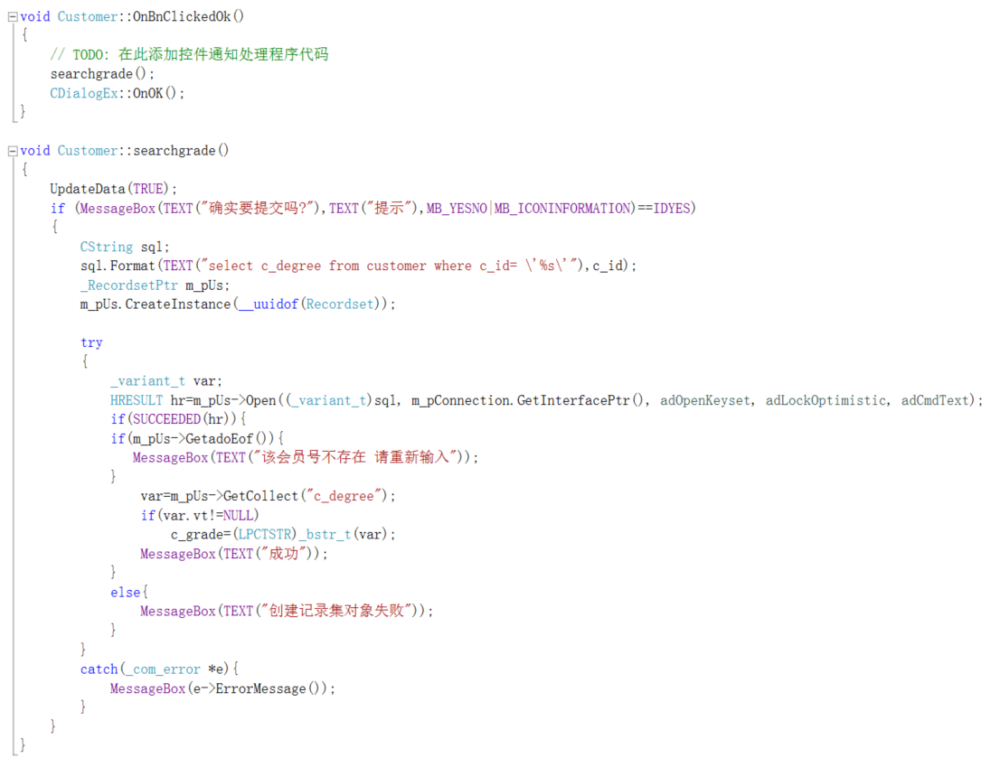 void Customer::OnBnClickedOk()
{
    // TODO: 在此添加控件通知处理程序代码
    searchgrade();
    CDialogEx::OnOK();
}

void Customer::searchgrade()
{
    UpdateData(TRUE);
    if (MessageBox(TEXT("确实要提交吗?"),TEXT("提示"),MB_YESNO|MB_ICONINFORMATION)==IDYES)
    {
        CString sql;
        sql.Format(TEXT("select c_degree from customer where c_id= \'%s\'"),c_id);
        _RecordsetPtr m_pUs;
        m_pUs.CreateInstance(__uuidof(Recordset));

        try
        {
            _variant_t var;
            HRESULT hr=m_pUs->Open((_variant_t)sql, m_pConnection.GetInterfacePtr(), adOpenKeyset, adLockOptimistic, adCmdText);
            if(SUCCEEDED(hr)){
            if(m_pUs->GetadoEof()){
               MessageBox(TEXT("该会员号不存在 请重新输入"));
            }
                var=m_pUs->GetCollect("c_degree");
                if(var.vt!=NULL)
                    c_grade=(LPCTSTR)_bstr_t(var);
                MessageBox(TEXT("成功"));
            }
            else{
                MessageBox(TEXT("创建记录集对象失败"));
            }
        }
        catch(_com_error *e){
            MessageBox(e->ErrorMessage());
        }
    }
}